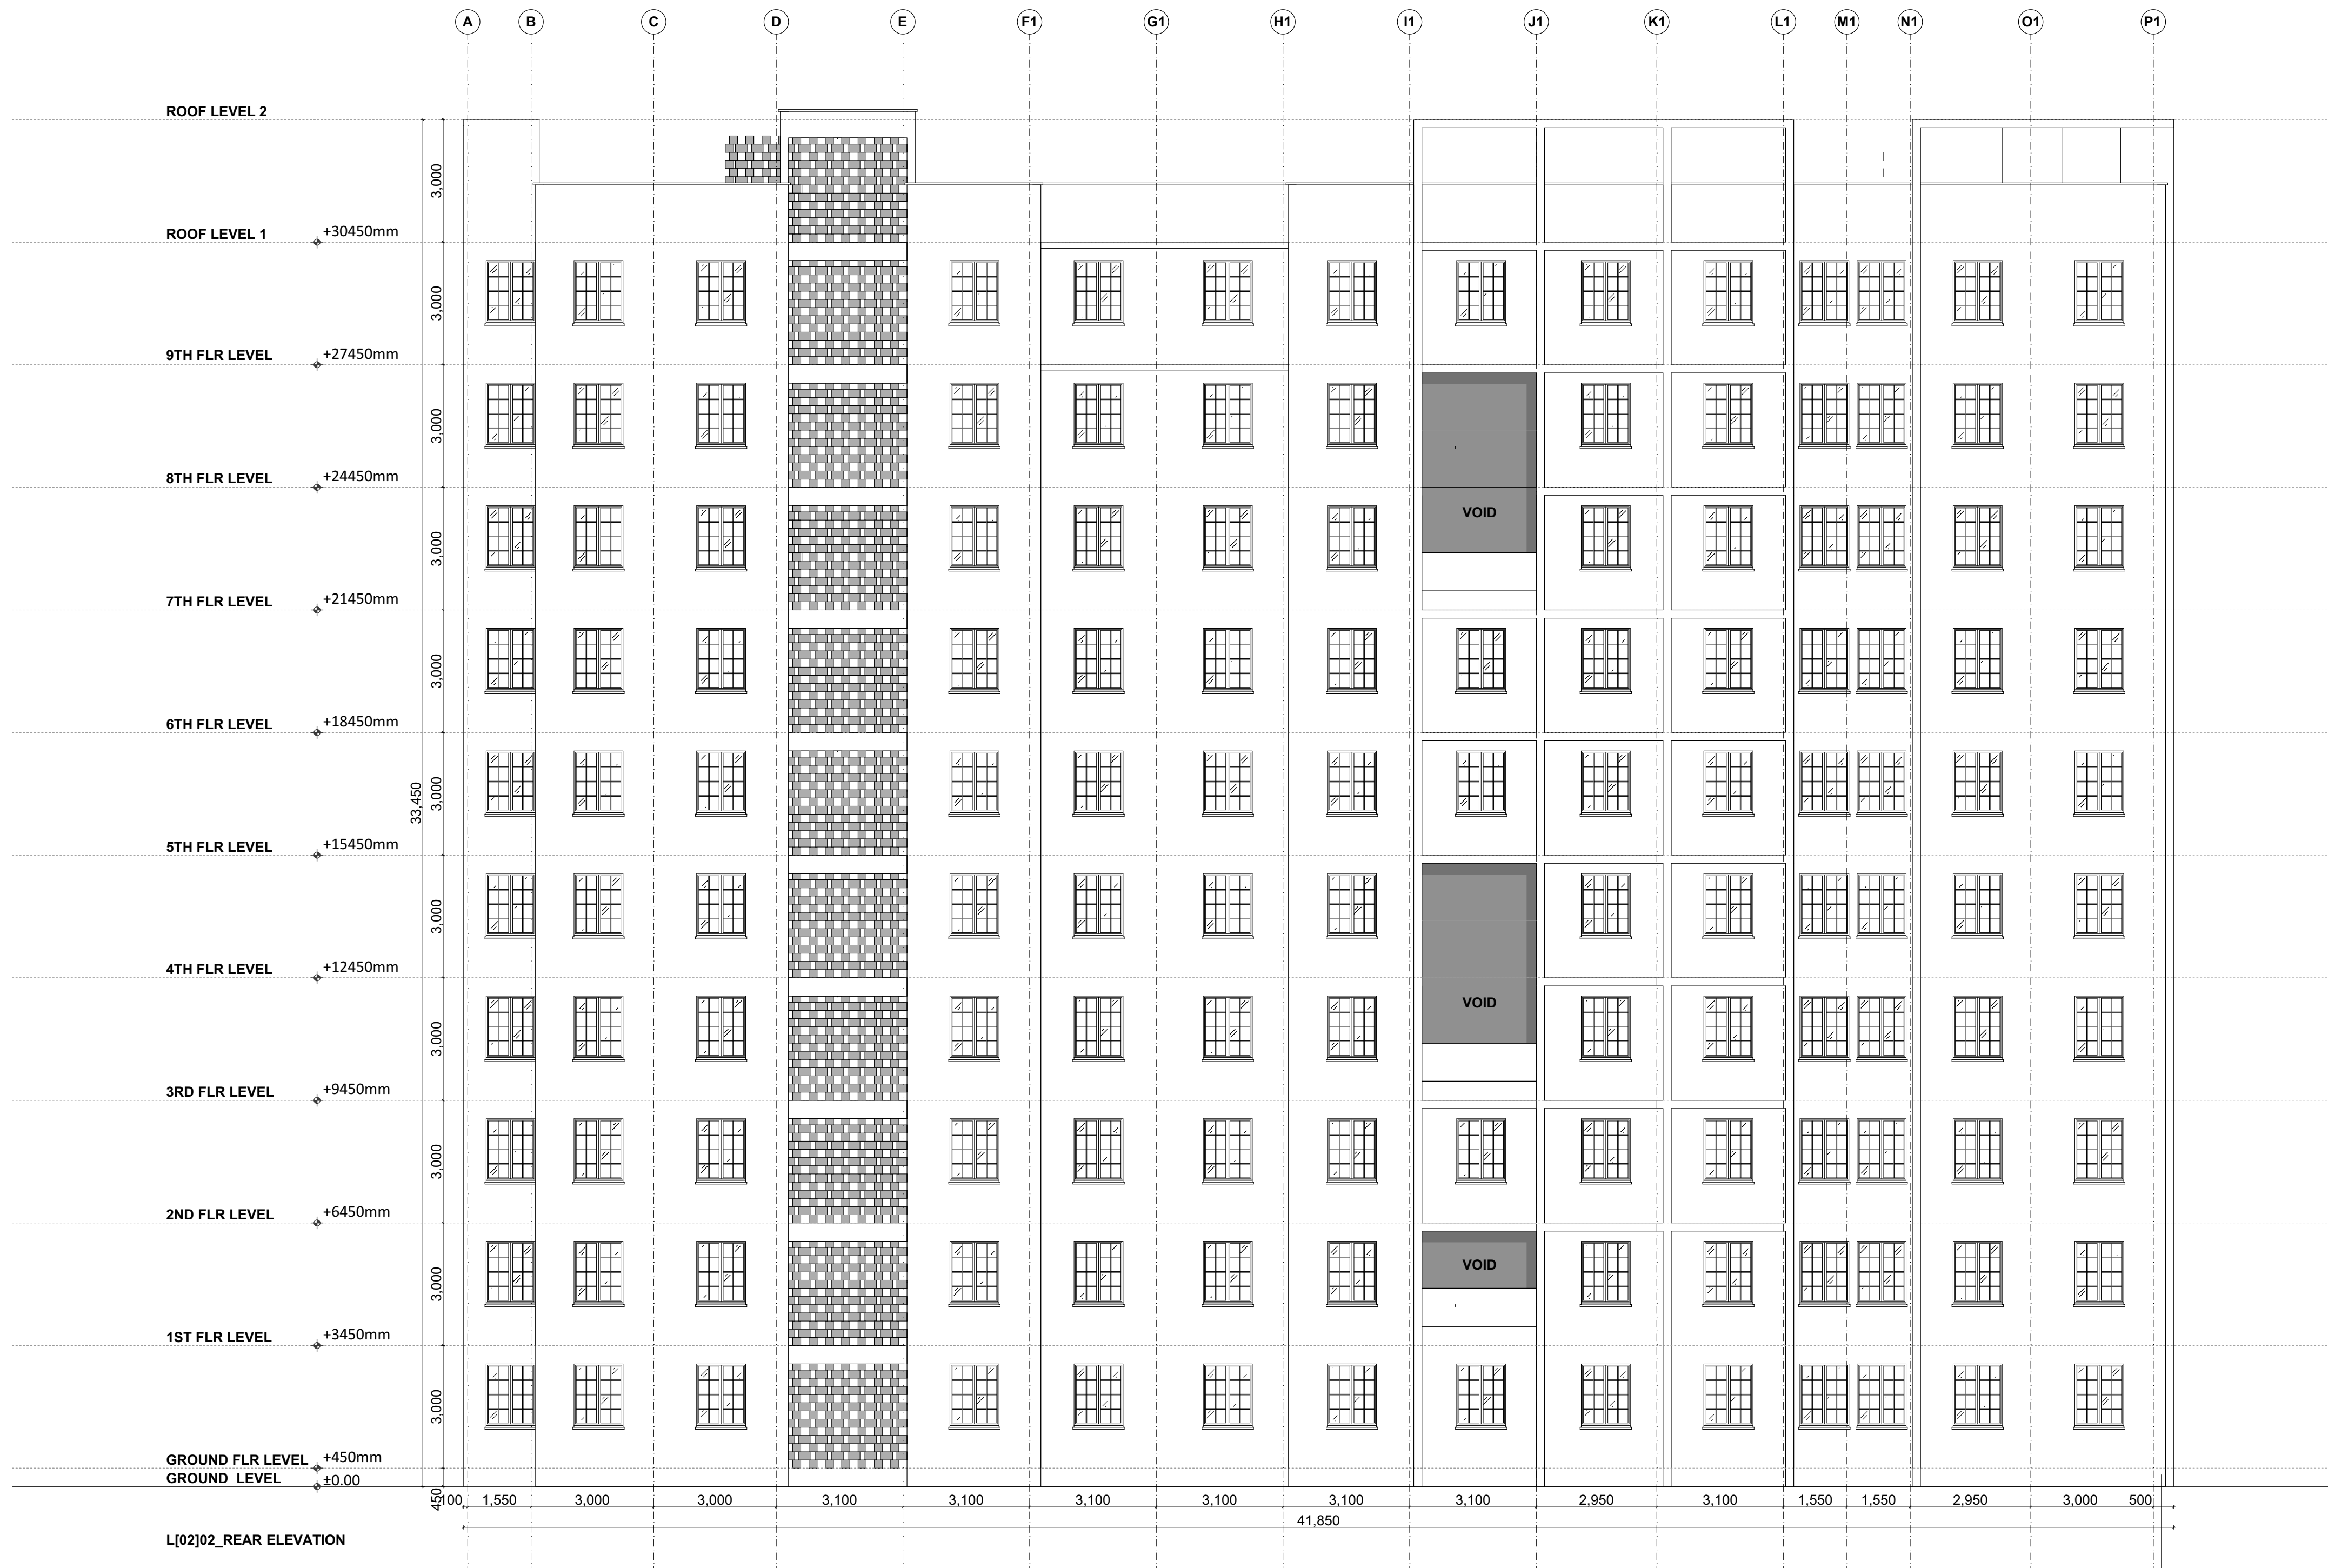 A B C D E F1 G1 H1 I1 J1 K1 L1 M1 N1 O1 P1
ROOF LEVEL 2
3,000
ROOF LEVEL 1 +30450mm
3,000
9TH FLR LEVEL +27450mm
3,000
8TH FLR LEVEL +24450mm
VOID
3,000
7TH FLR LEVEL +21450mm
3,000
6TH FLR LEVEL +18450mm
33,450
3,000
5TH FLR LEVEL +15450mm
3,000
4TH FLR LEVEL +12450mm
VOID
3,000
3RD FLR LEVEL +9450mm
3,000
2ND FLR LEVEL +6450mm
VOID
3,000
1ST FLR LEVEL +3450mm
3,000
GROUND FLR LEVEL +450mm
GROUND LEVEL ±0.00
450
100 1,550 3,000 3,000 3,100 3,100 3,100 3,100 3,100 3,100 2,950 3,100 1,550 1,550 2,950 3,000 500
41,850
L[02]02_REAR ELEVATION